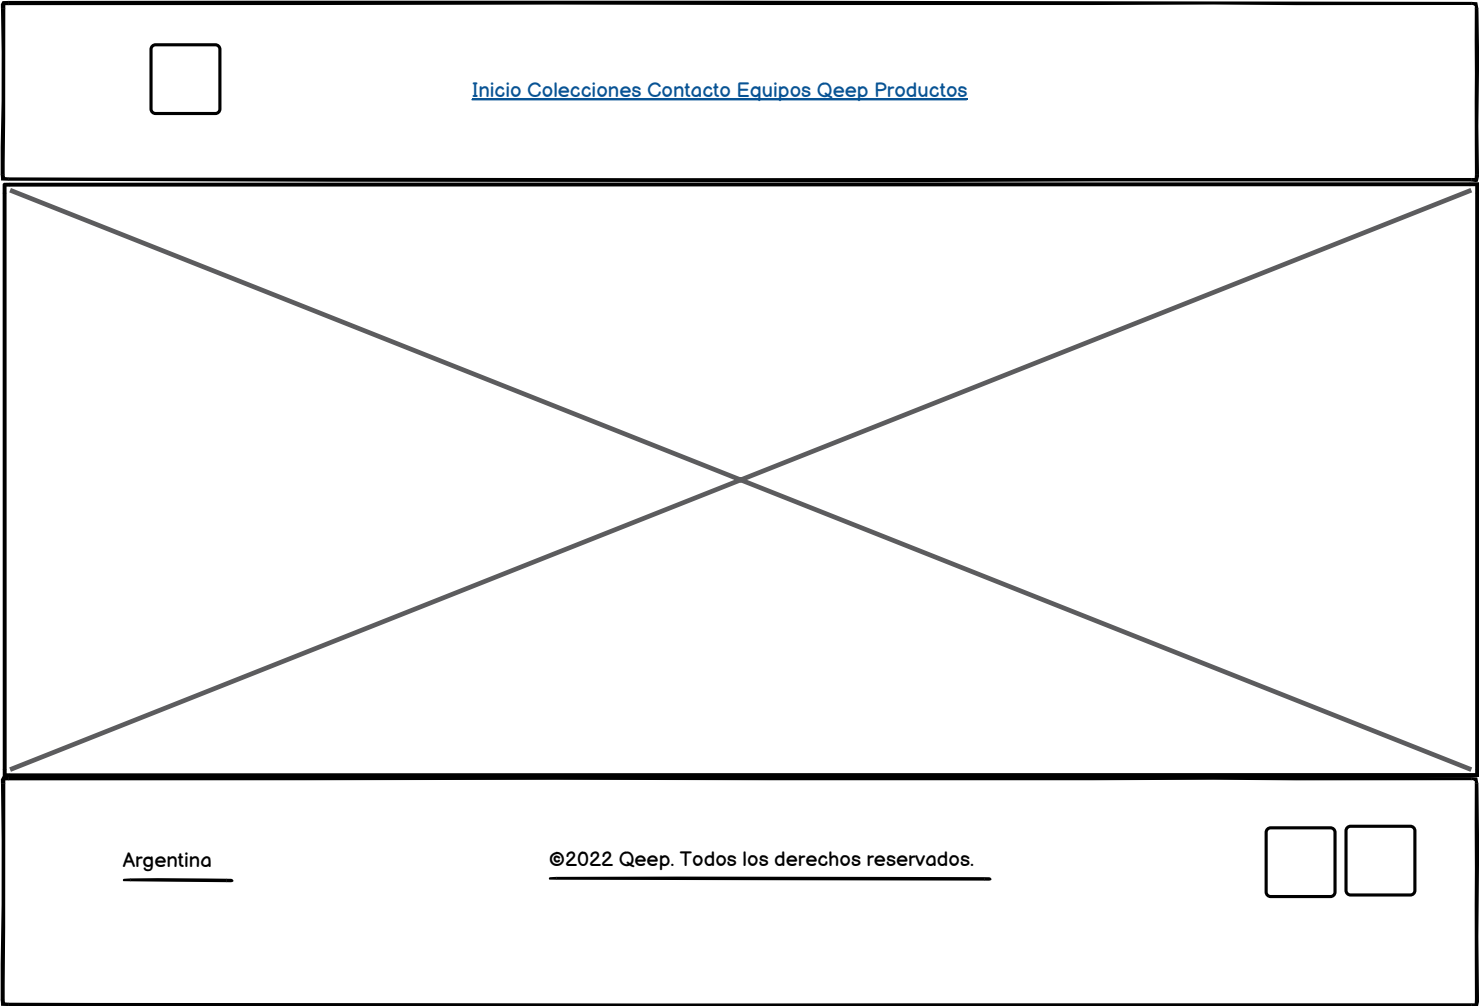 Inicio Colecciones Contacto Equipos Qeep Productos
Argentina
©2022 Qeep. Todos los derechos reservados.